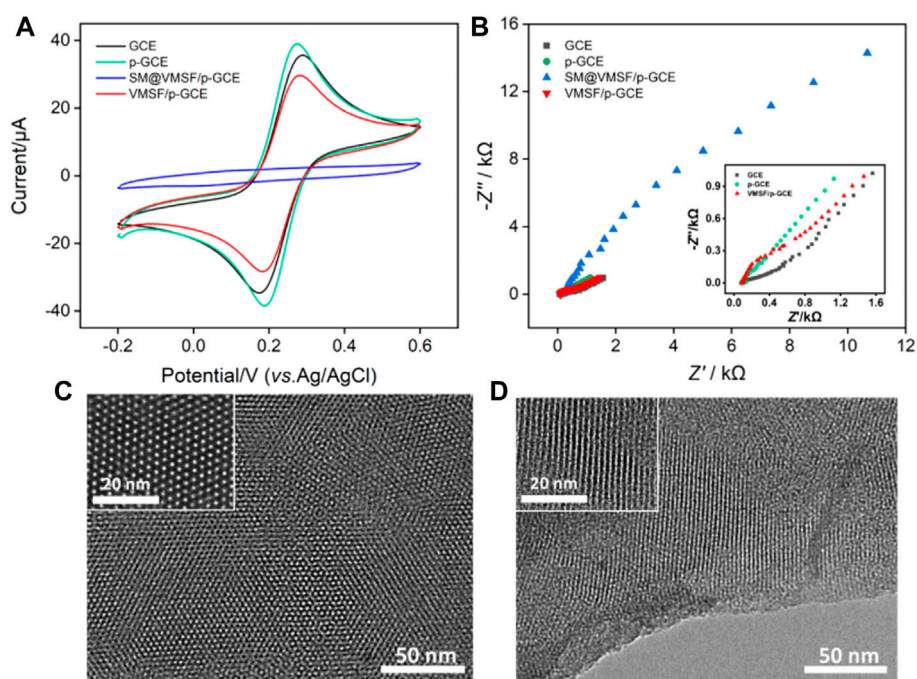 A
40
20
0
-20
-40
Current/μA
GCE
p-GCE
SM@VMSF/p-GCE
VMSF/p-GCE
-0.2
0.0
0.2
0.4
0.6
Potential/V (vs.Ag/AgCl)
B
-16
-12
-8
-4
0
-Z'' / kΩ
GCE
p-GCE
SM@VMSF/p-GCE
VMSF/p-GCE
0.9
0.6
0.3
0.0
-Z''/kΩ
GCE
p-GCE
VMSF/p-GCE
0.0
0.4
0.8
1.2
1.6
Z'/kΩ
0
2
4
6
8
10
12
Z' / kΩ
C
20 nm
50 nm
D
20 nm
50 nm